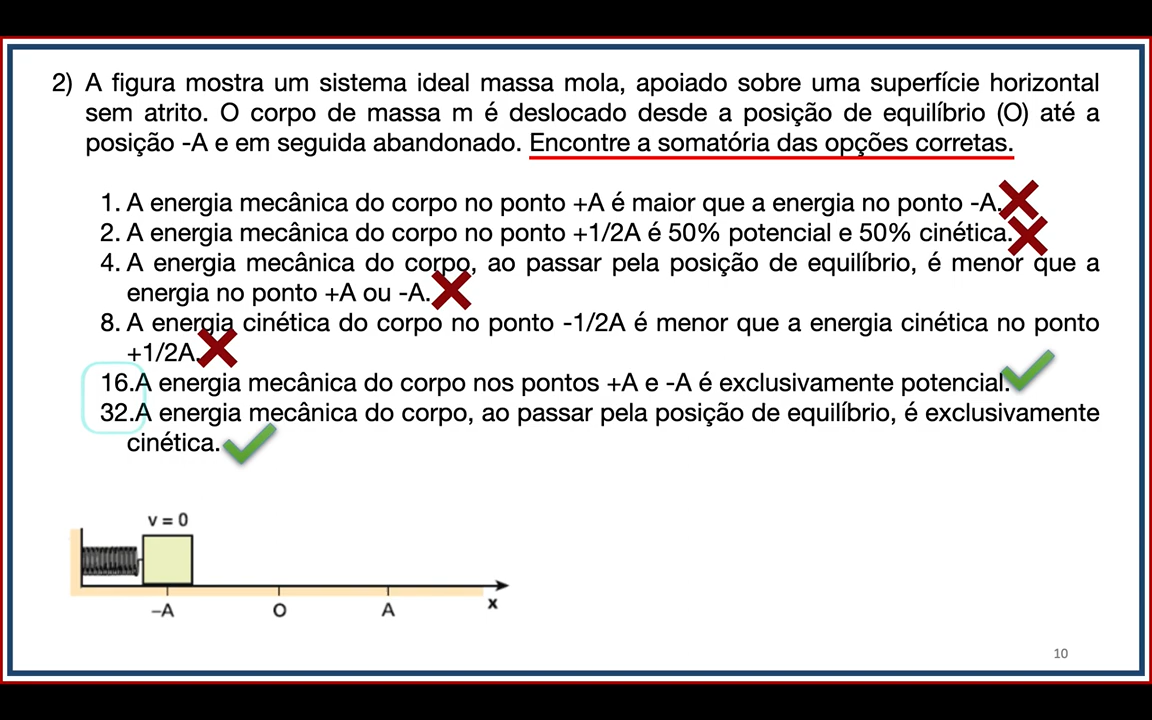 2) A figura mostra um sistema ideal massa mola, apoiado sobre uma superfície horizontal
sem atrito. O corpo de massa m é deslocado desde a posição de equilíbrio (O) até a
posição -A e em seguida abandonado. Encontre a somatória das opções corretas.
1. A energia mecânica do corpo no ponto +A é maior que a energia no ponto -A.
2. A energia mecânica do corpo no ponto +1/2A é 50% potencial e 50% cinética.
4. A energia mecânica do corpo, ao passar pela posição de equilíbrio, é menor que a
energia no ponto +A ou -A.
8. A energia cinética do corpo no ponto -1/2A é menor que a energia cinética no ponto
+1/2A.
16.A energia mecânica do corpo nos pontos +A e -A é exclusivamente potencial.
32.A energia mecânica do corpo, ao passar pela posição de equilíbrio, é exclusivamente
cinética.
v = 0
–A O A x
10